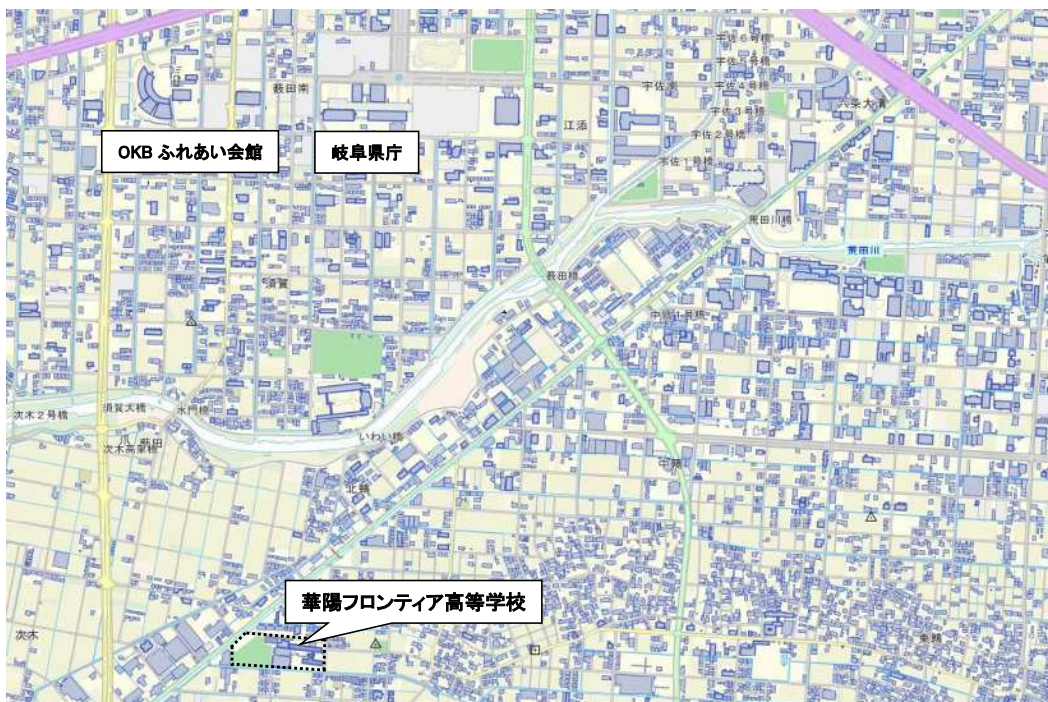 宇佐6号橋
宇佐5号橋
宇佐東
宇佐4号橋
六条大溝
薮田南
宇佐3号橋
江添
宇佐2号橋
OKB ふれあい会館
岐阜県庁
宇佐1号橋
荒田川橋
荒田川
薮田橋
須賀
中鶉1号橋
次木2号橋
須賀大橋
水門橋
いわい橋
次木高架橋
中鶉
北鶉
華陽フロンティア高等学校
次木
東鶉